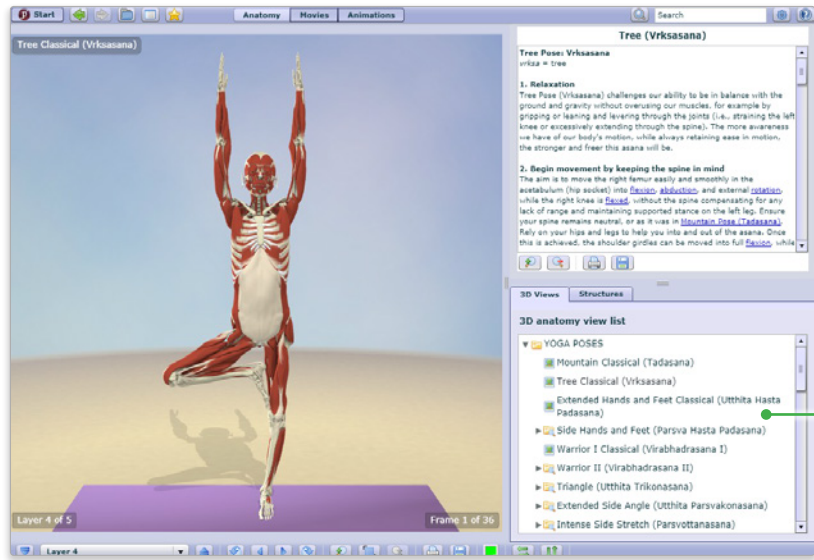 Start
Anatomy Movies Animations
Search
Tree Classical (Vrksasana)
Tree (Vrksasana)
Tree Pose: Vrksasana
vrksa = tree
1. Relaxation
Tree Pose (Vrksasana) challenges our ability to be in balance with the
ground and gravity without overusing our muscles, for example by
gripping or leaning and levering through the joints (i.e., straining the left
knee or excessively extending through the spine). The more awareness
we have of our body's motion, while always retaining ease in motion,
the stronger and freer this asana will be.
2. Begin movement by keeping the spine in mind
The aim is to move the right femur easily and smoothly in the
acetabulum (hip socket) into flexion, abduction, and external rotation,
while the right knee is flexed, without the spine compensating for any
lack of range and maintaining supported stance on the left leg. Ensure
your spine remains neutral, or as it was in Mountain Pose (Tadasana).
Rely on your hips and legs to help you into and out of the asana. Once
this is achieved, the shoulder girdles can be moved into full flexion, while
3D Views Structures
3D anatomy view list
YOGA POSES
Mountain Classical (Tadasana)
Tree Classical (Vrksasana)
Extended Hands and Feet Classical (Utthita Hasta
Padasana)
Side Hands and Feet (Parsva Hasta Padasana)
Warrior I Classical (Virabhadrasana I)
Warrior II (Virabhadrasana II)
Triangle (Utthita Trikonasana)
Extended Side Angle (Utthita Parsvakonasana)
Intense Side Stretch (Parsvottanasana)
Layer 4 of 5
Frame 1 of 36
Layer 4